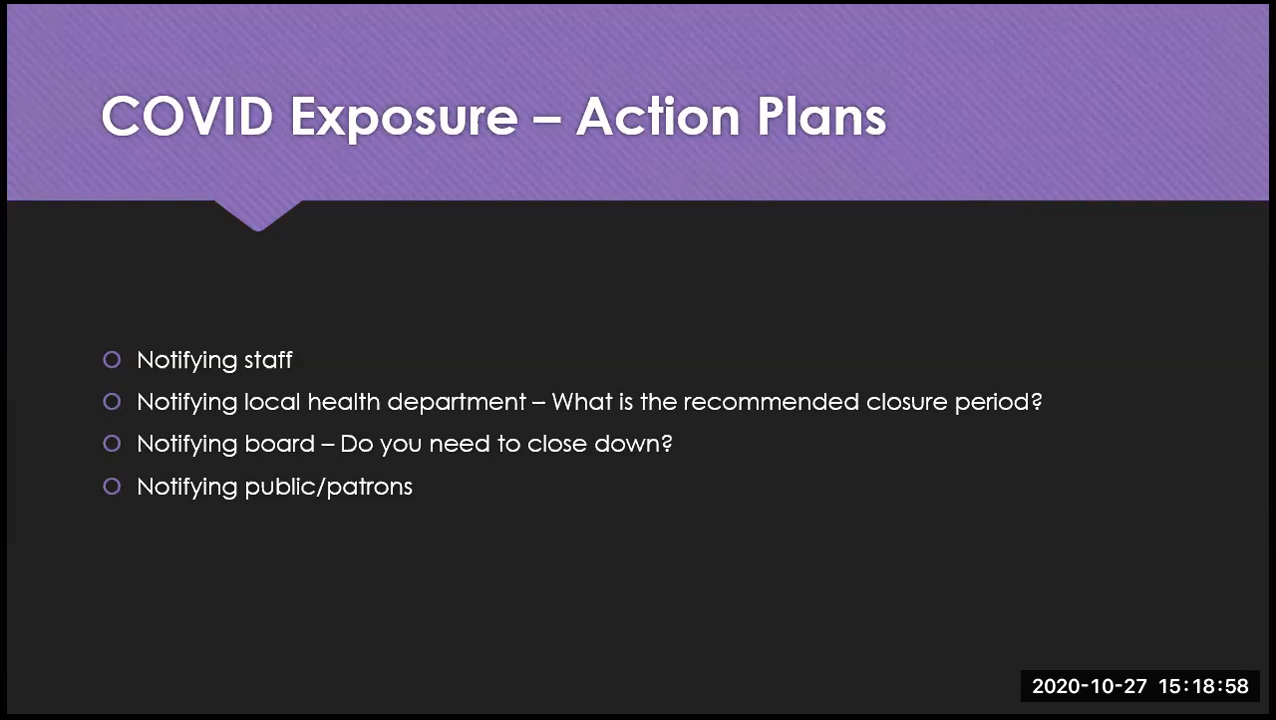 COVID Exposure – Action Plans
Notifying staff
Notifying local health department – What is the recommended closure period?
Notifying board – Do you need to close down?
Notifying public/patrons
2020-10-27 15:18:58